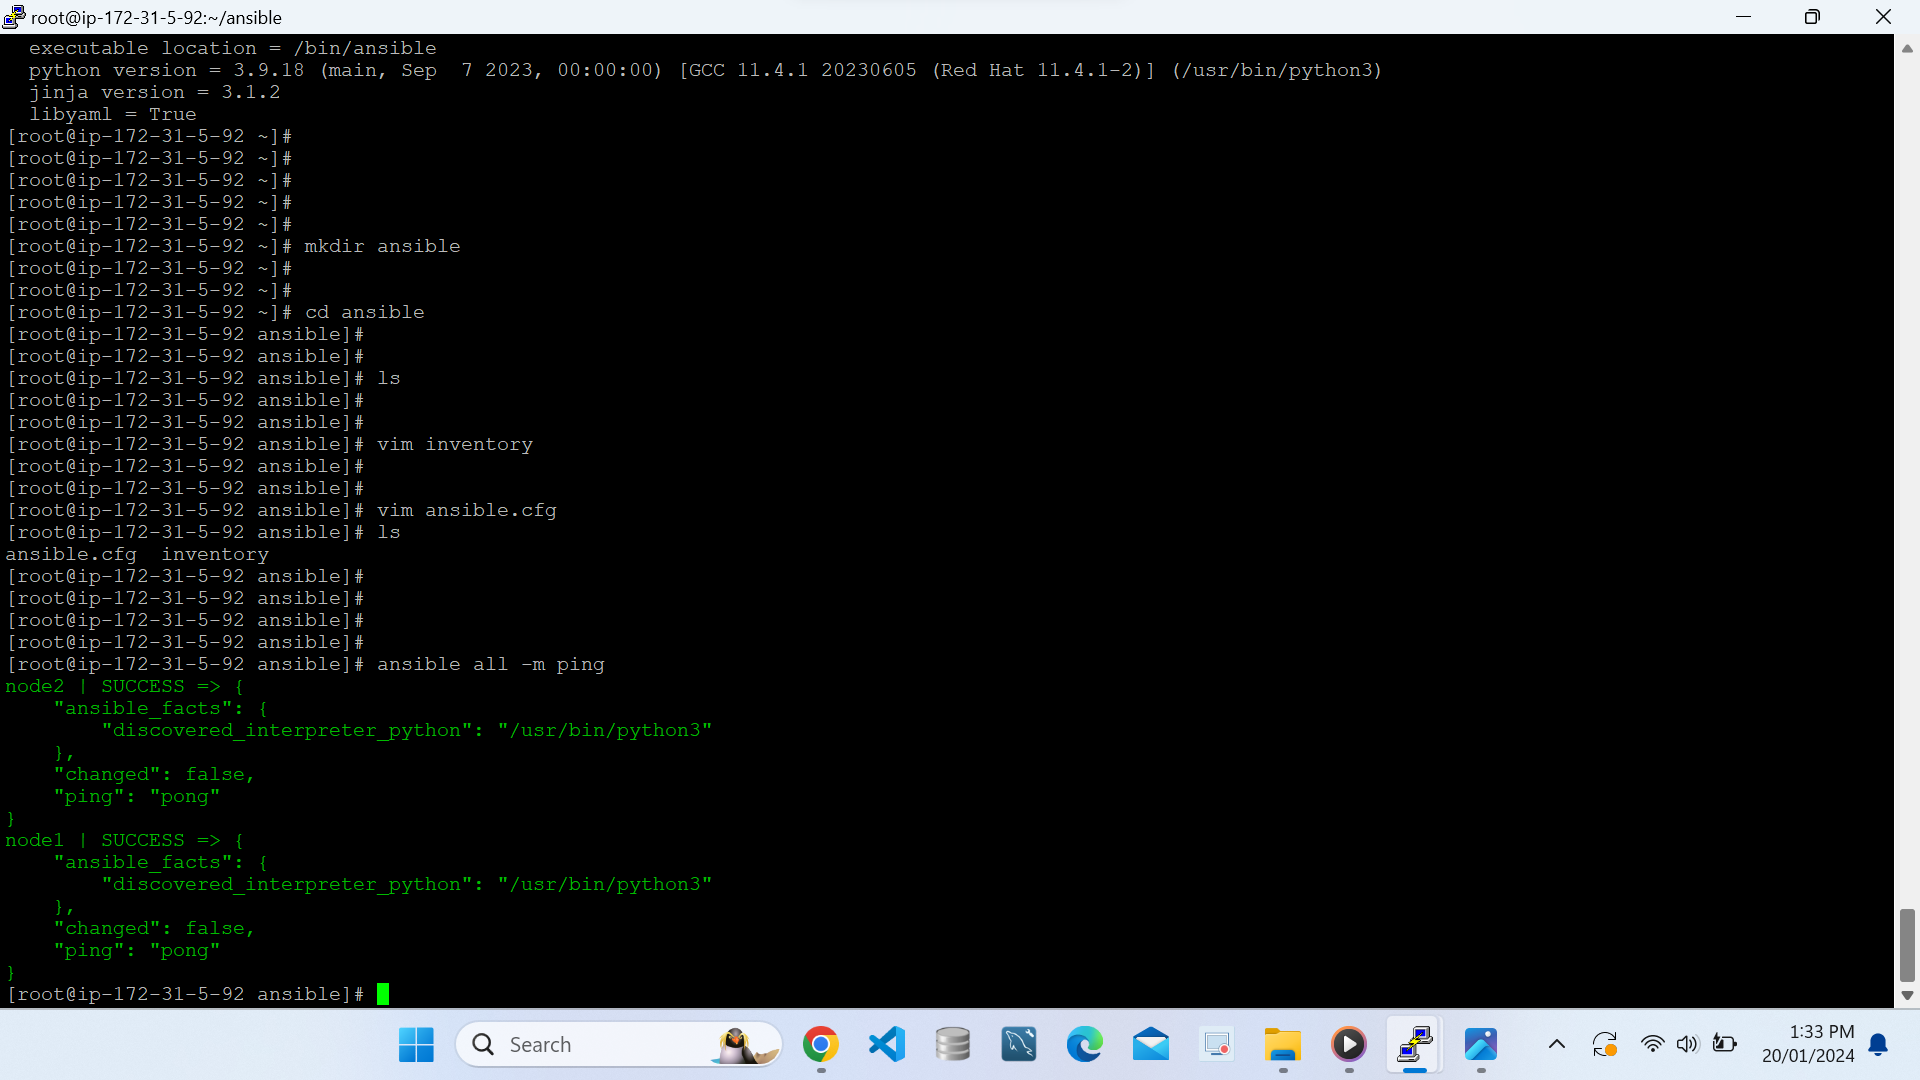 root@ip-172-31-5-92:~/ansible
  executable location = /bin/ansible
  python version = 3.9.18 (main, Sep  7 2023, 00:00:00) [GCC 11.4.1 20230605 (Red Hat 11.4.1-2)] (/usr/bin/python3)
  jinja version = 3.1.2
  libyaml = True
[root@ip-172-31-5-92 ~]#
[root@ip-172-31-5-92 ~]#
[root@ip-172-31-5-92 ~]#
[root@ip-172-31-5-92 ~]#
[root@ip-172-31-5-92 ~]#
[root@ip-172-31-5-92 ~]# mkdir ansible
[root@ip-172-31-5-92 ~]#
[root@ip-172-31-5-92 ~]#
[root@ip-172-31-5-92 ~]# cd ansible
[root@ip-172-31-5-92 ansible]#
[root@ip-172-31-5-92 ansible]#
[root@ip-172-31-5-92 ansible]# ls
[root@ip-172-31-5-92 ansible]#
[root@ip-172-31-5-92 ansible]#
[root@ip-172-31-5-92 ansible]# vim inventory
[root@ip-172-31-5-92 ansible]#
[root@ip-172-31-5-92 ansible]#
[root@ip-172-31-5-92 ansible]# vim ansible.cfg
[root@ip-172-31-5-92 ansible]# ls
ansible.cfg  inventory
[root@ip-172-31-5-92 ansible]#
[root@ip-172-31-5-92 ansible]#
[root@ip-172-31-5-92 ansible]#
[root@ip-172-31-5-92 ansible]#
[root@ip-172-31-5-92 ansible]# ansible all -m ping
node2 | SUCCESS => {
    "ansible_facts": {
        "discovered_interpreter_python": "/usr/bin/python3"
    },
    "changed": false,
    "ping": "pong"
}
node1 | SUCCESS => {
    "ansible_facts": {
        "discovered_interpreter_python": "/usr/bin/python3"
    },
    "changed": false,
    "ping": "pong"
}
[root@ip-172-31-5-92 ansible]#
Search
1:33 PM
20/01/2024